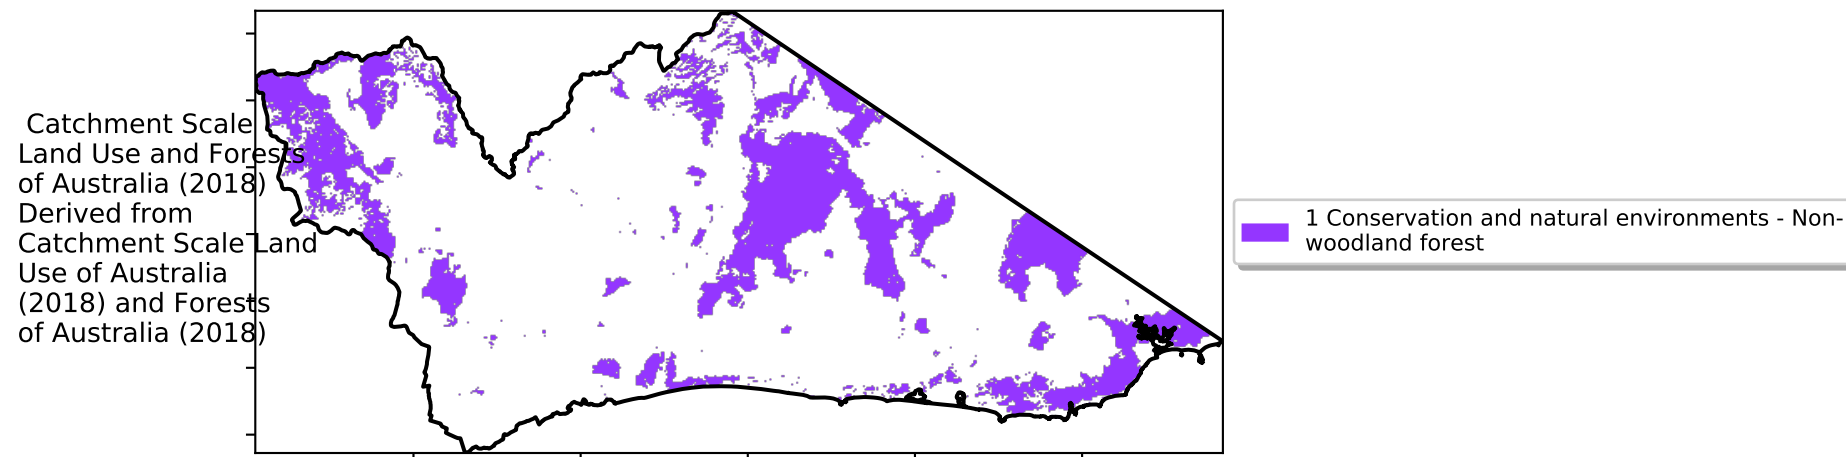 Catchment Scale
Land Use and Forests
of Australia (2018)
Derived from
Catchment Scale Land
Use of Australia
(2018) and Forests
of Australia (2018)
1 Conservation and natural environments - Non-
woodland forest